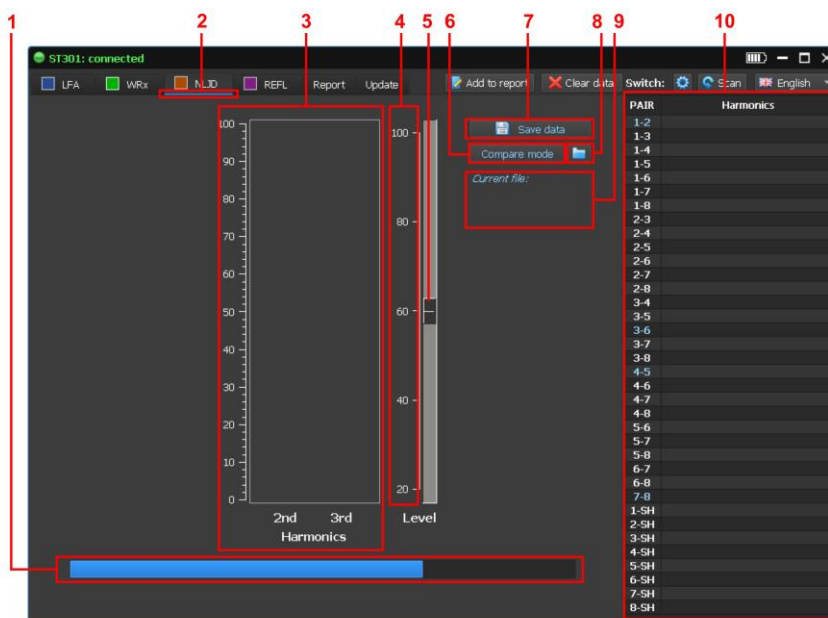 1 2 3 4 5 6 7 8 9 10
ST301: connected
LFA WRx NLJD REFL Report Update Add to report Clear data Switch: Scan English
PAIR Harmonics
Save data
Compare mode
Current file:
100
90
80
70
60
50
40
30
20
10
0
2nd 3rd
Harmonics
100
80
60
40
20
Level
1-2
1-3
1-4
1-5
1-6
1-7
1-8
2-3
2-4
2-5
2-6
2-7
2-8
3-4
3-5
3-6
3-7
3-8
4-5
4-6
4-7
4-8
5-6
5-7
5-8
6-7
6-8
7-8
1-SH
2-SH
3-SH
4-SH
5-SH
6-SH
7-SH
8-SH